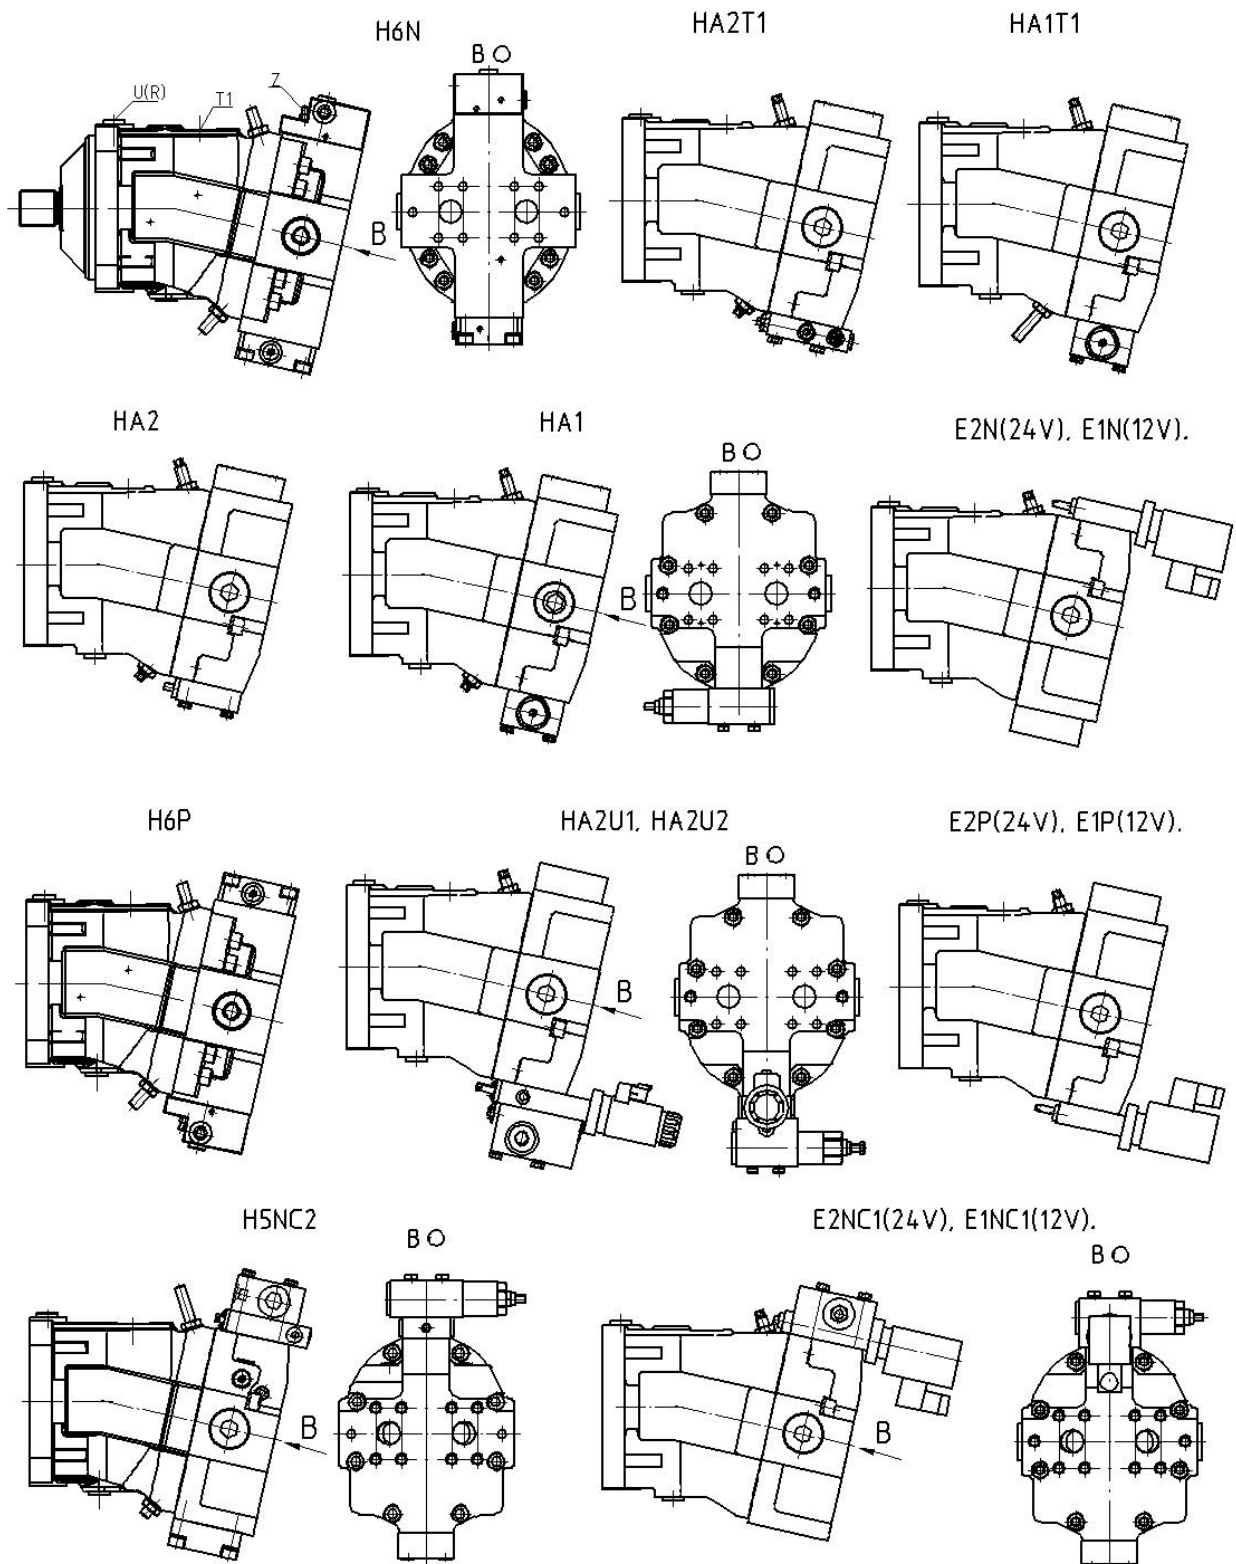 H6N
HA2T1
HA1T1
B
U(R)
T1
Z
B
HA2
HA1
E2N(24V), E1N(12V).
B
B
H6P
HA2U1, HA2U2
E2P(24V), E1P(12V).
B
B
H5NC2
E2NC1(24V), E1NC1(12V).
B
B
B
B